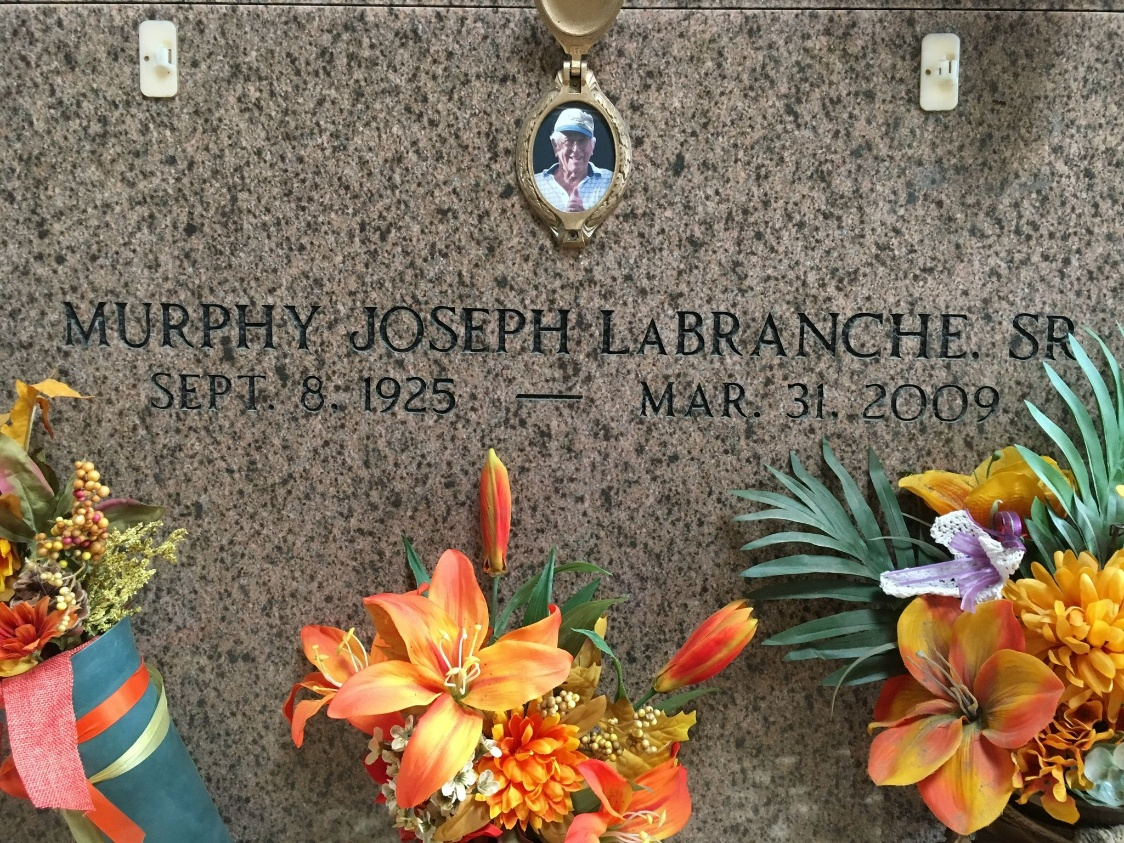 MURPHY JOSEPH LABRANCHE. SR
SEPT. 8. 1925 — MAR. 31. 2009